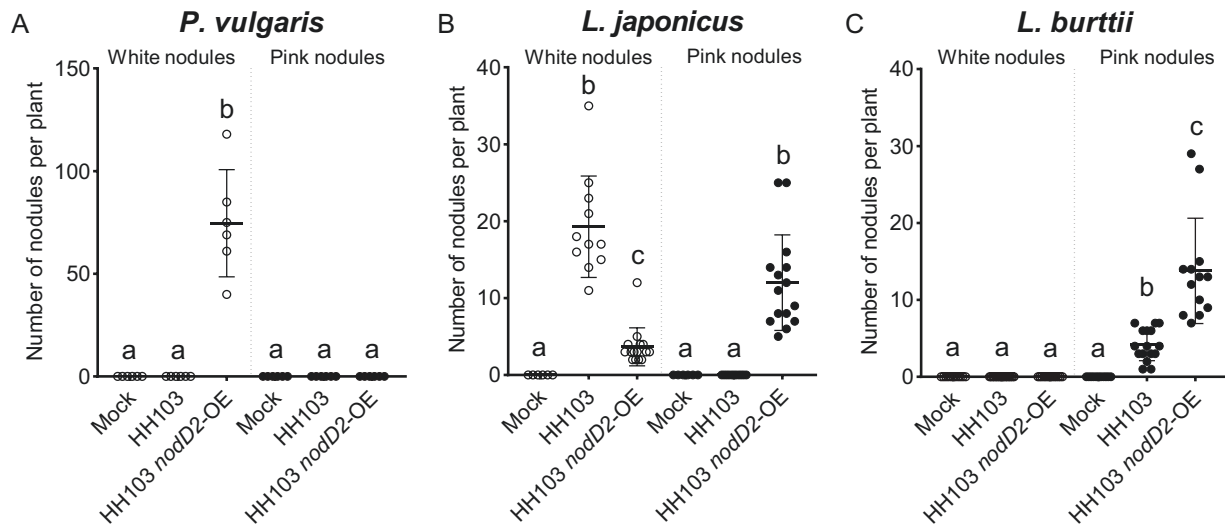 A
P. vulgaris
White nodules
Pink nodules
Number of nodules per plant
150
100
50
0
a
a
b
a
a
a
Mock
HH103
HH103 nodD2-OE
Mock
HH103
HH103 nodD2-OE
B
L. japonicus
White nodules
Pink nodules
Number of nodules per plant
40
30
20
10
0
a
b
c
a
a
b
Mock
HH103
HH103 nodD2-OE
Mock
HH103
HH103 nodD2-OE
C
L. burttii
White nodules
Pink nodules
Number of nodules per plant
40
30
20
10
0
a
a
a
a
b
c
Mock
HH103
HH103 nodD2-OE
Mock
HH103
HH103 nodD2-OE